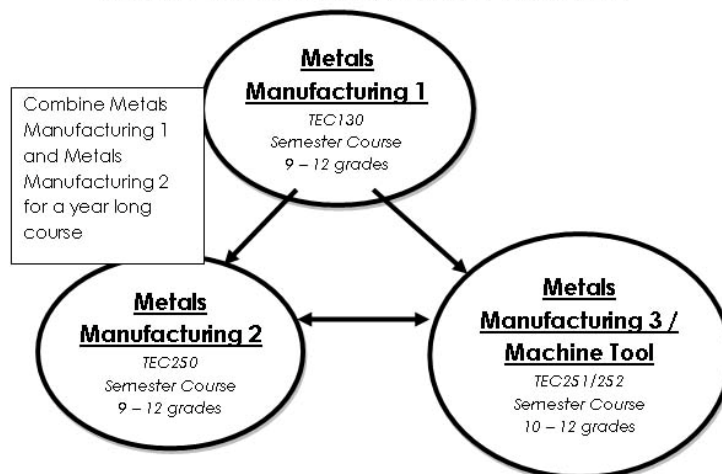 Metals
Manufacturing 1
TEC130
Semester Course
9 – 12 grades
Combine Metals
Manufacturing 1
and Metals
Manufacturing 2
for a year long
course
Metals
Manufacturing 2
TEC250
Semester Course
9 – 12 grades
Metals
Manufacturing 3 /
Machine Tool
TEC251/252
Semester Course
10 – 12 grades